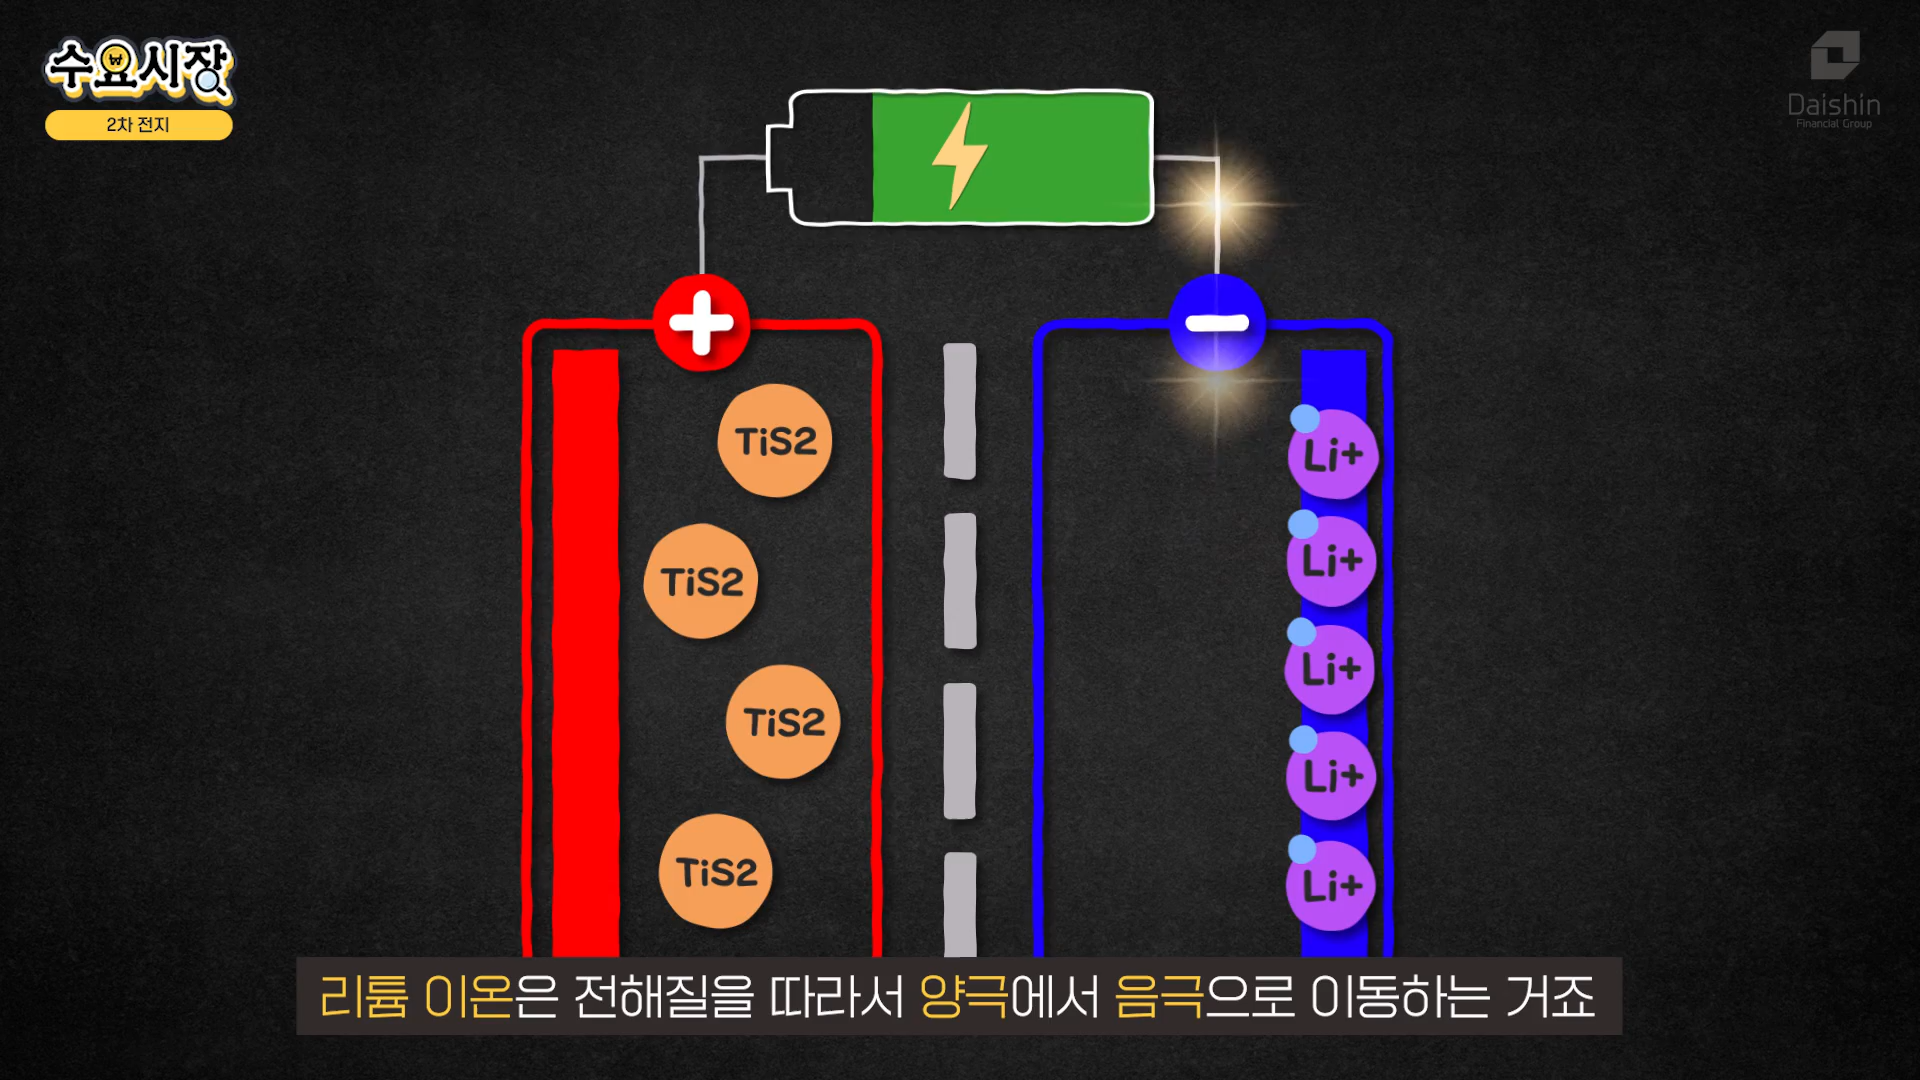 수요시장
2차 전지
Daishin
Financial Group
TiS2
TiS2
TiS2
TiS2
Li+
Li+
Li+
Li+
Li+
리튬 이온은 전해질을 따라서 양극에서 음극으로 이동하는 거죠